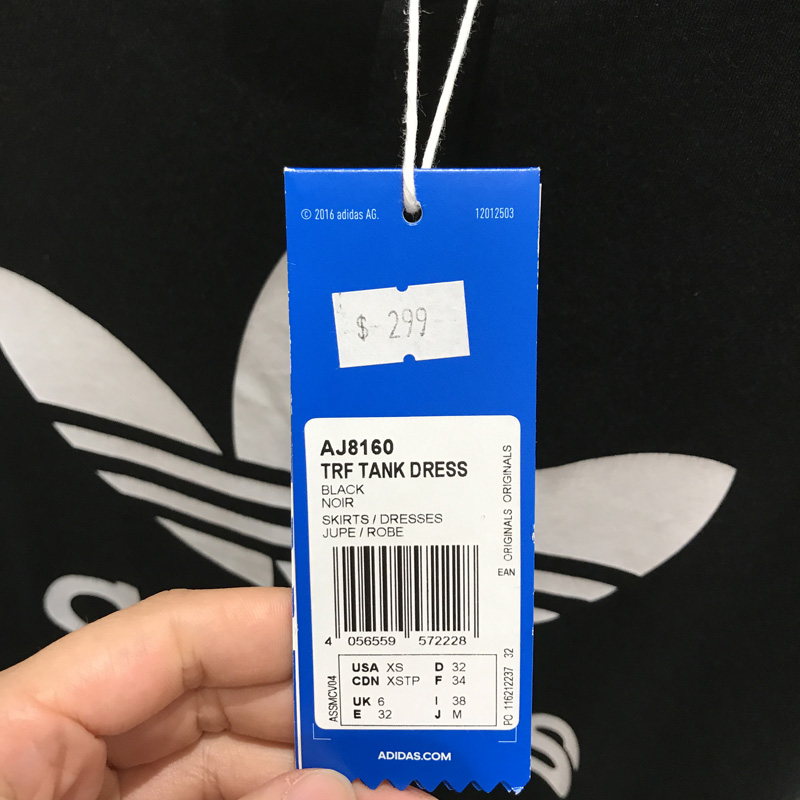 © 2016 adidas AG.
12012503
$ 299
AJ8160
TRF TANK DRESS
BLACK
NOIR
SKIRTS / DRESSES
JUPE / ROBE
ORIGINALS ORIGINALS
EAN
4 056559 572228
USA XS D 32
CDN XSTP F 34
UK 6 I 38
E 32 J M
ASSMCV04
PO 116212237 32
ADIDAS.COM